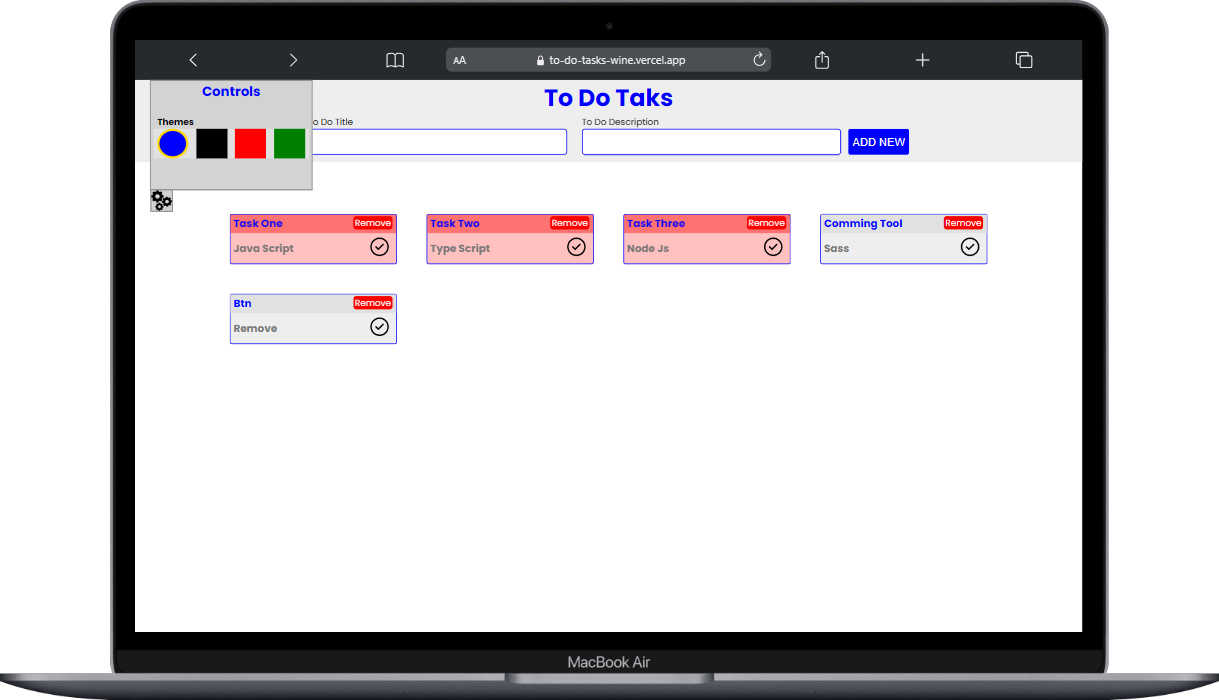 AA
to-do-tasks-wine.vercel.app
Controls
To Do Taks
Themes
o Do Title
To Do Description
ADD NEW
Task One Remove
Java Script
Task Two Remove
Type Script
Task Three Remove
Node Js
Comming Tool Remove
Sass
Btn Remove
Remove
MacBook Air